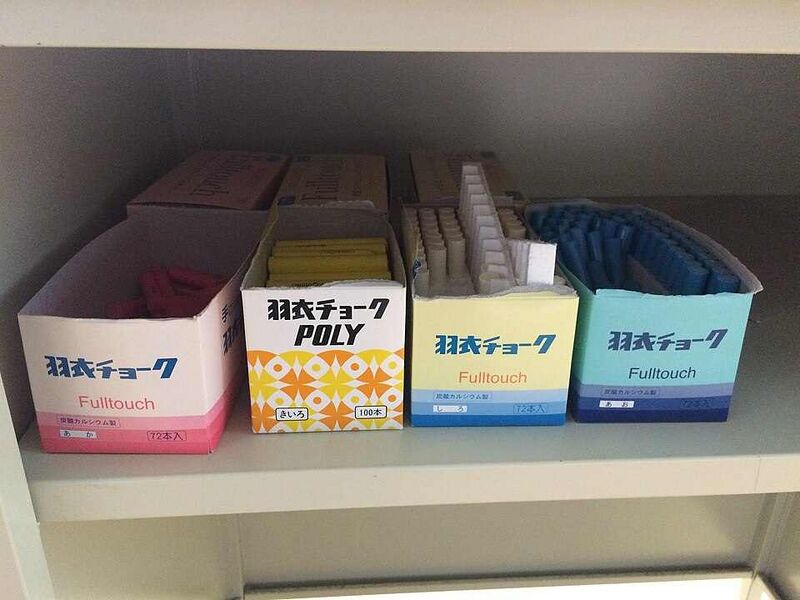 羽衣チョーク
Fulltouch
炭酸カルシウム製
あか
72本入
羽衣チョーク
POLY
きいろ
100本
羽衣チョーク
Fulltouch
炭酸カルシウム製
しろ
72本入
羽衣チョーク
Fulltouch
炭酸カルシウム製
あお
72本入
Fulltouch